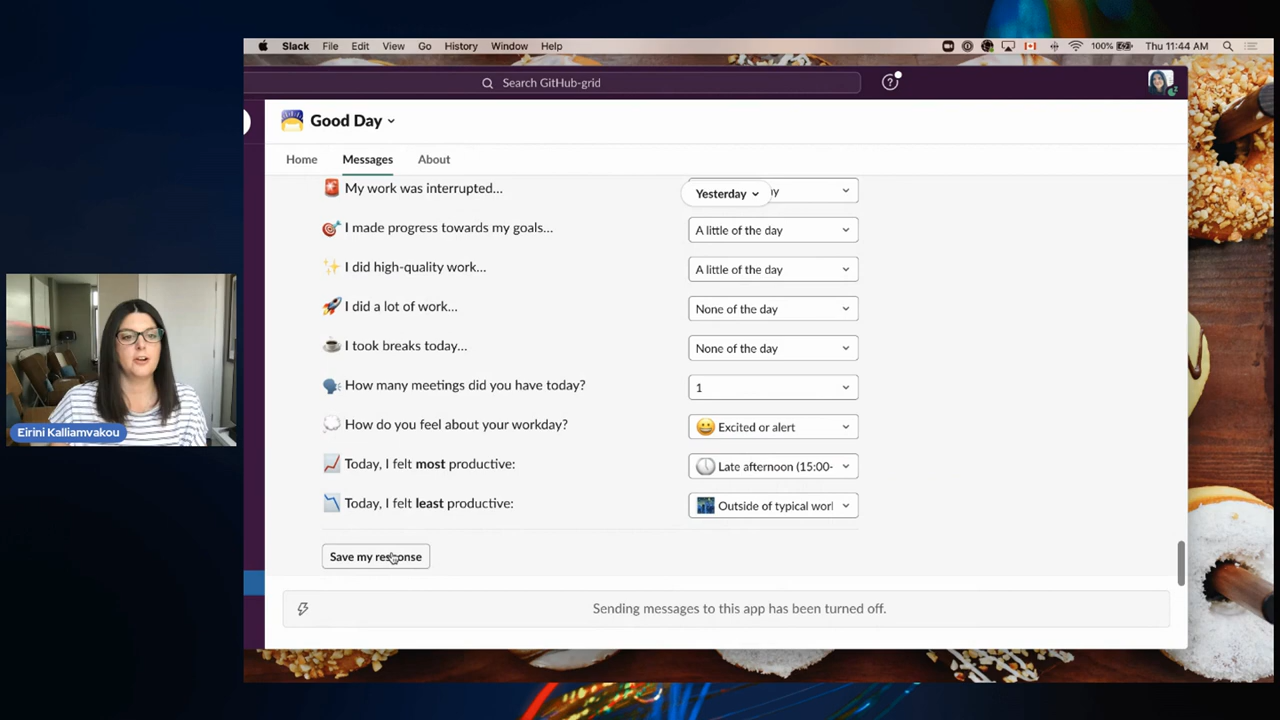 Slack File Edit View Go History Window Help 100% Thu 11:44 AM
Search GitHub-grid
Good Day
Home Messages About
My work was interrupted...
Yesterday
I made progress towards my goals... A little of the day
I did high-quality work... A little of the day
I did a lot of work... None of the day
I took breaks today... None of the day
How many meetings did you have today? 1
How do you feel about your workday? Excited or alert
Today, I felt most productive: Late afternoon (15:00-
Today, I felt least productive: Outside of typical worl
Save my response
Sending messages to this app has been turned off.
Eirini Kalliamvakou